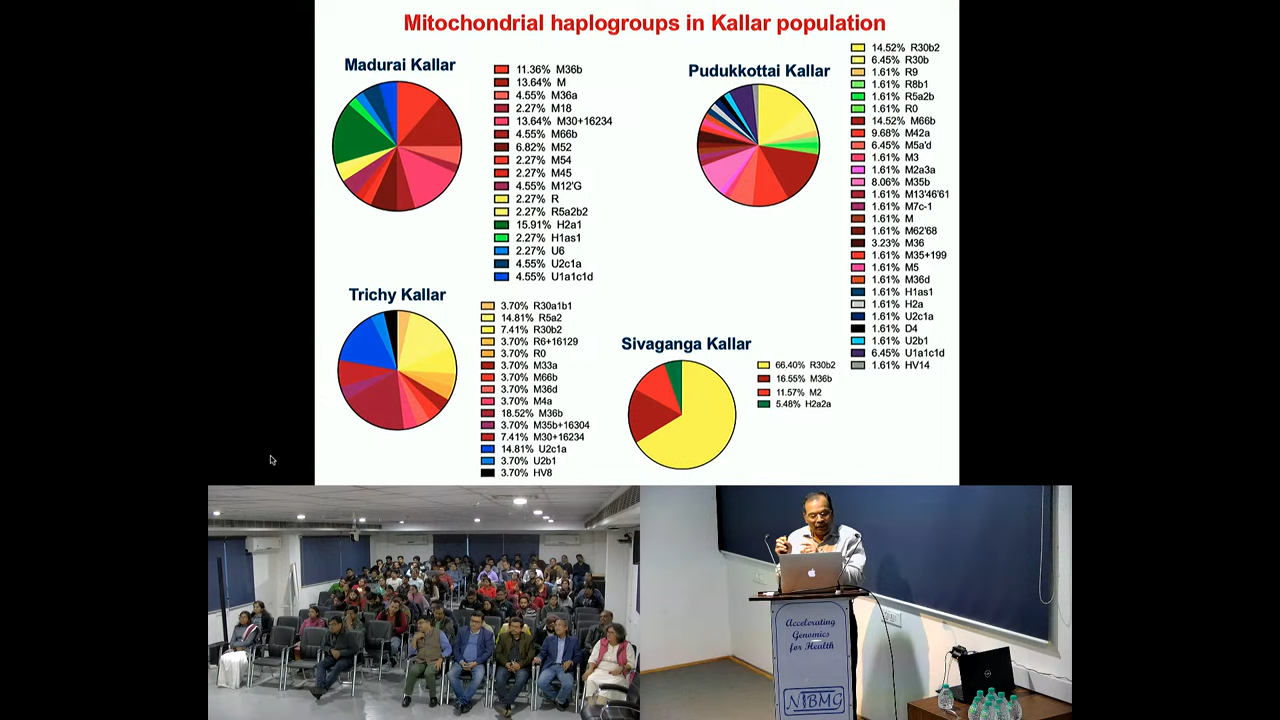 Mitochondrial haplogroups in Kallar population
Madurai Kallar
11.36% M36b
13.64% M
4.55% M36a
2.27% M18
13.64% M30+16234
4.55% M66b
6.82% M52
2.27% M54
2.27% M45
4.55% M12'G
2.27% R
2.27% R5a2b2
15.91% H2a1
2.27% H1as1
2.27% U6
4.55% U2c1a
4.55% U1a1c1d
Pudukkottai Kallar
14.52% R30b2
6.45% R30b
1.61% R9
1.61% R8b1
1.61% R5a2b
1.61% R0
14.52% M66b
9.68% M42a
6.45% M5a'd
1.61% M3
1.61% M2a3a
8.06% M35b
1.61% M13'46'61
1.61% M7c-1
1.61% M
1.61% M62'68
3.23% M36
1.61% M35+199
1.61% M5
1.61% M36d
1.61% H1as1
1.61% H2a
1.61% U2c1a
1.61% D4
1.61% U2b1
6.45% U1a1c1d
1.61% HV14
Trichy Kallar
3.70% R30a1b1
14.81% R5a2
7.41% R30b2
3.70% R6+16129
3.70% R0
3.70% M33a
3.70% M66b
3.70% M36d
3.70% M4a
18.52% M36b
3.70% M35b+16304
7.41% M30+16234
14.81% U2c1a
3.70% U2b1
3.70% HV8
Sivaganga Kallar
66.40% R30b2
16.55% M36b
11.57% M2
5.48% H2a2a
Accelerating
Genomics
for Health
NIBMG